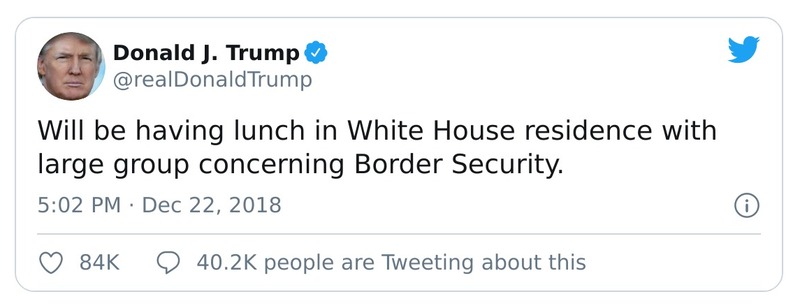 Donald J. Trump
@realDonaldTrump
Will be having lunch in White House residence with
large group concerning Border Security.
5:02 PM · Dec 22, 2018
84K 40.2K people are Tweeting about this